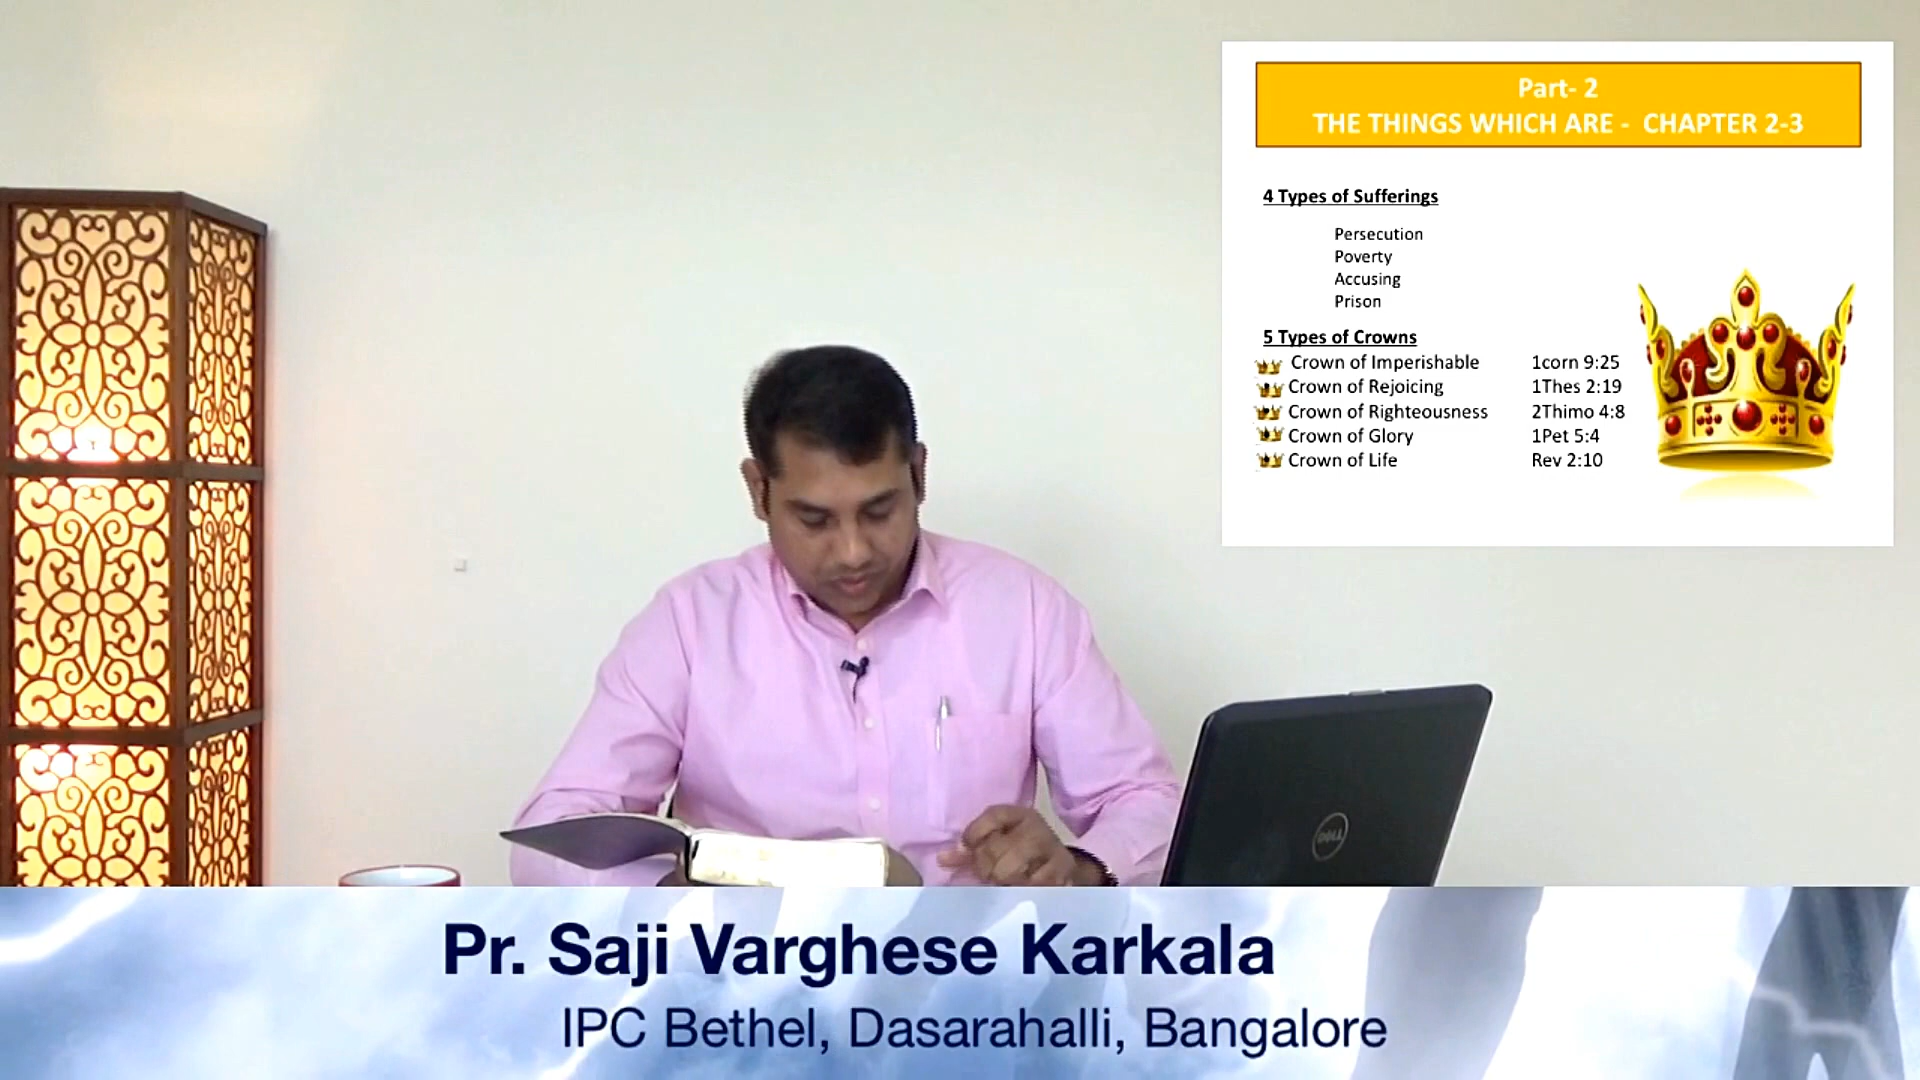 Part- 2
THE THINGS WHICH ARE - CHAPTER 2-3
4 Types of Sufferings
Persecution
Poverty
Accusing
Prison
5 Types of Crowns
Crown of Imperishable 1corn 9:25
Crown of Rejoicing 1Thes 2:19
Crown of Righteousness 2Thimo 4:8
Crown of Glory 1Pet 5:4
Crown of Life Rev 2:10
DELL
Pr. Saji Varghese Karkala
IPC Bethel, Dasarahalli, Bangalore